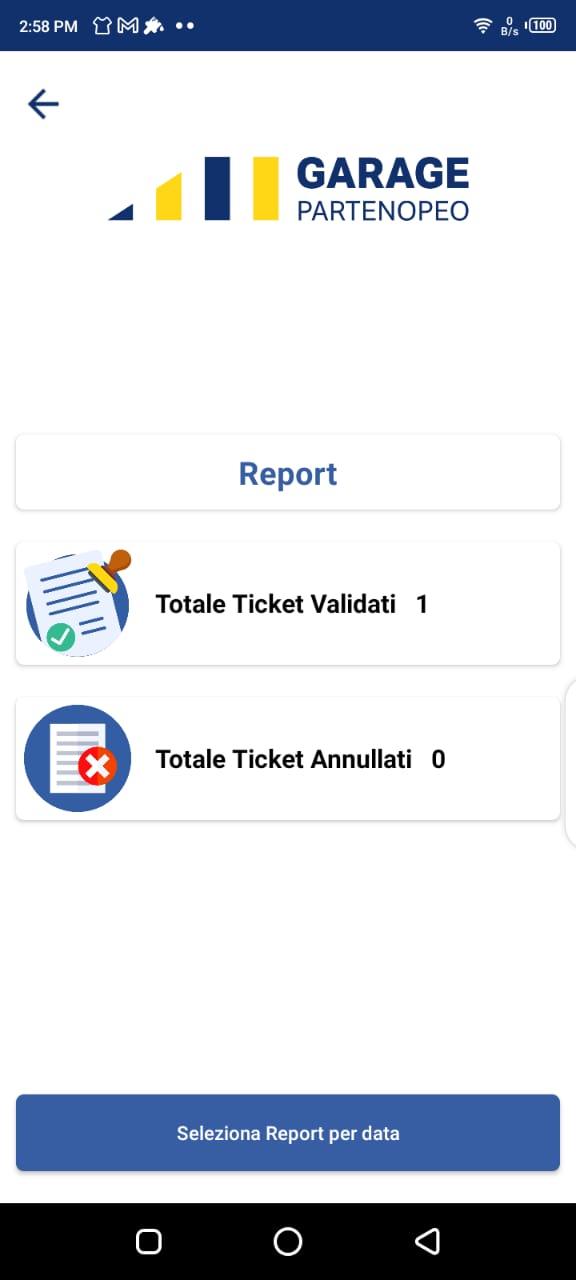 2:58 PM
0
B/s
100
GARAGE
PARTENOPEO
Report
Totale Ticket Validati 1
Totale Ticket Annullati 0
Seleziona Report per data